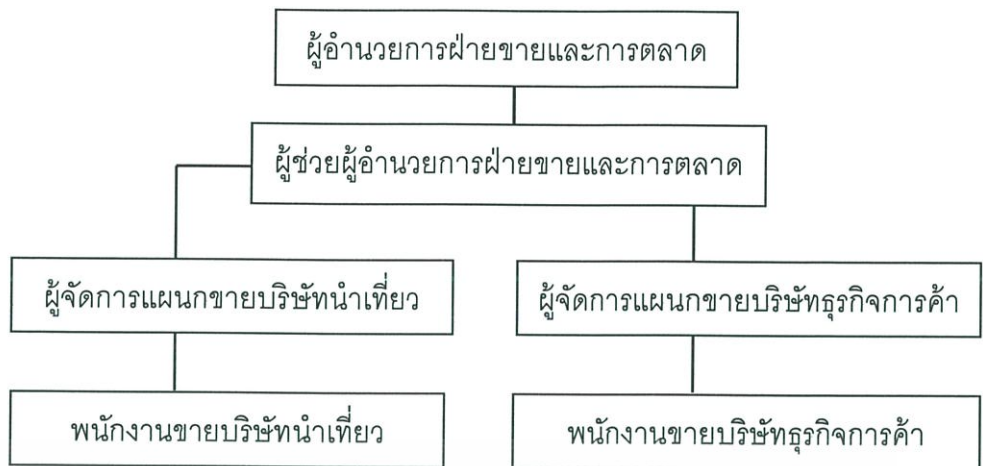 ผู้อำนวยการฝ่ายขายและการตลาด
ผู้ช่วยผู้อำนวยการฝ่ายขายและการตลาด
ผู้จัดการแผนกขายบริษัทนำเที่ยว
ผู้จัดการแผนกขายบริษัทธุรกิจการค้า
พนักงานขายบริษัทนำเที่ยว
พนักงานขายบริษัทธุรกิจการค้า